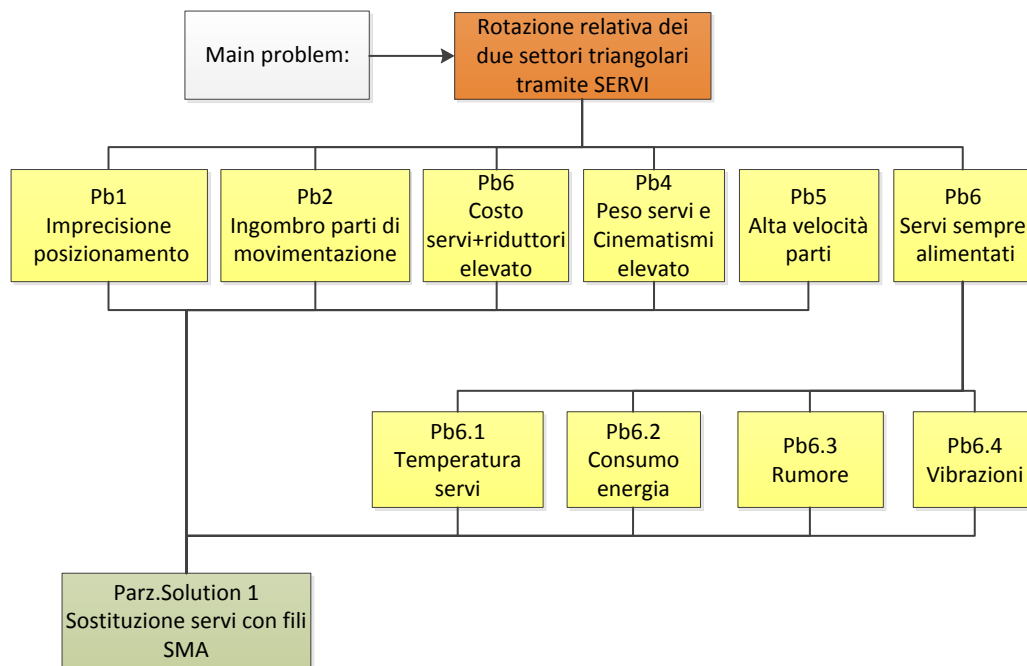 Main problem:
Rotazione relativa dei
due settori triangolari
tramite SERVI
Pb1
Imprecisione
posizionamento
Pb2
Ingombro parti di
movimentazione
Pb6
Costo
servi+riduttori
elevato
Pb4
Peso servi e
Cinematismi
elevato
Pb5
Alta velocità
parti
Pb6
Servi sempre
alimentati
Pb6.1
Temperatura
servi
Pb6.2
Consumo
energia
Pb6.3
Rumore
Pb6.4
Vibrazioni
Parz.Solution 1
Sostituzione servi con fili
SMA